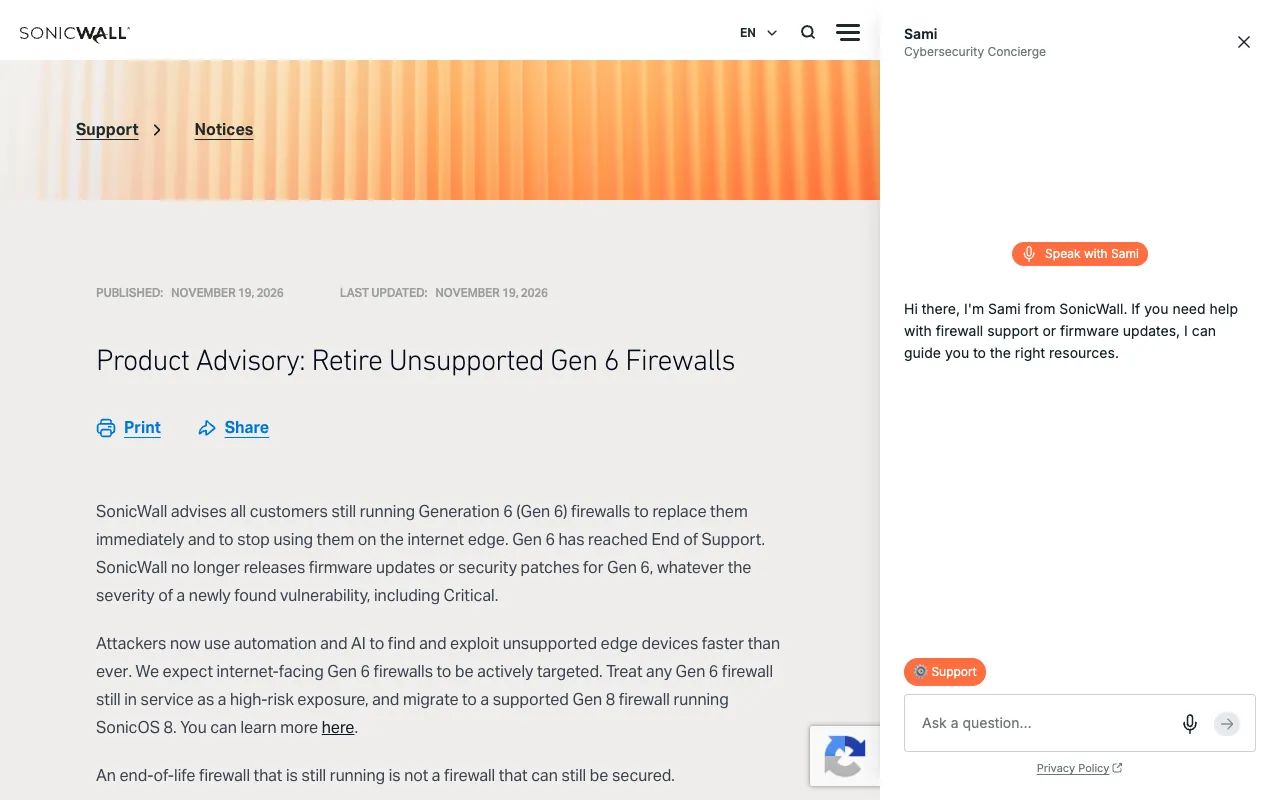 SONICWALL
EN
Support > Notices
PUBLISHED: NOVEMBER 19, 2026 LAST UPDATED: NOVEMBER 19, 2026
Product Advisory: Retire Unsupported Gen 6 Firewalls
Print Share
SonicWall advises all customers still running Generation 6 (Gen 6) firewalls to replace them
immediately and to stop using them on the internet edge. Gen 6 has reached End of Support.
SonicWall no longer releases firmware updates or security patches for Gen 6, whatever the
severity of a newly found vulnerability, including Critical.
Attackers now use automation and AI to find and exploit unsupported edge devices faster than
ever. We expect internet-facing Gen 6 firewalls to be actively targeted. Treat any Gen 6 firewall
still in service as a high-risk exposure, and migrate to a supported Gen 8 firewall running
SonicOS 8. You can learn more here.
An end-of-life firewall that is still running is not a firewall that can still be secured.
Sami
Cybersecurity Concierge
Speak with Sami
Hi there, I'm Sami from SonicWall. If you need help
with firewall support or firmware updates, I can
guide you to the right resources.
Support
Ask a question...
Privacy Policy